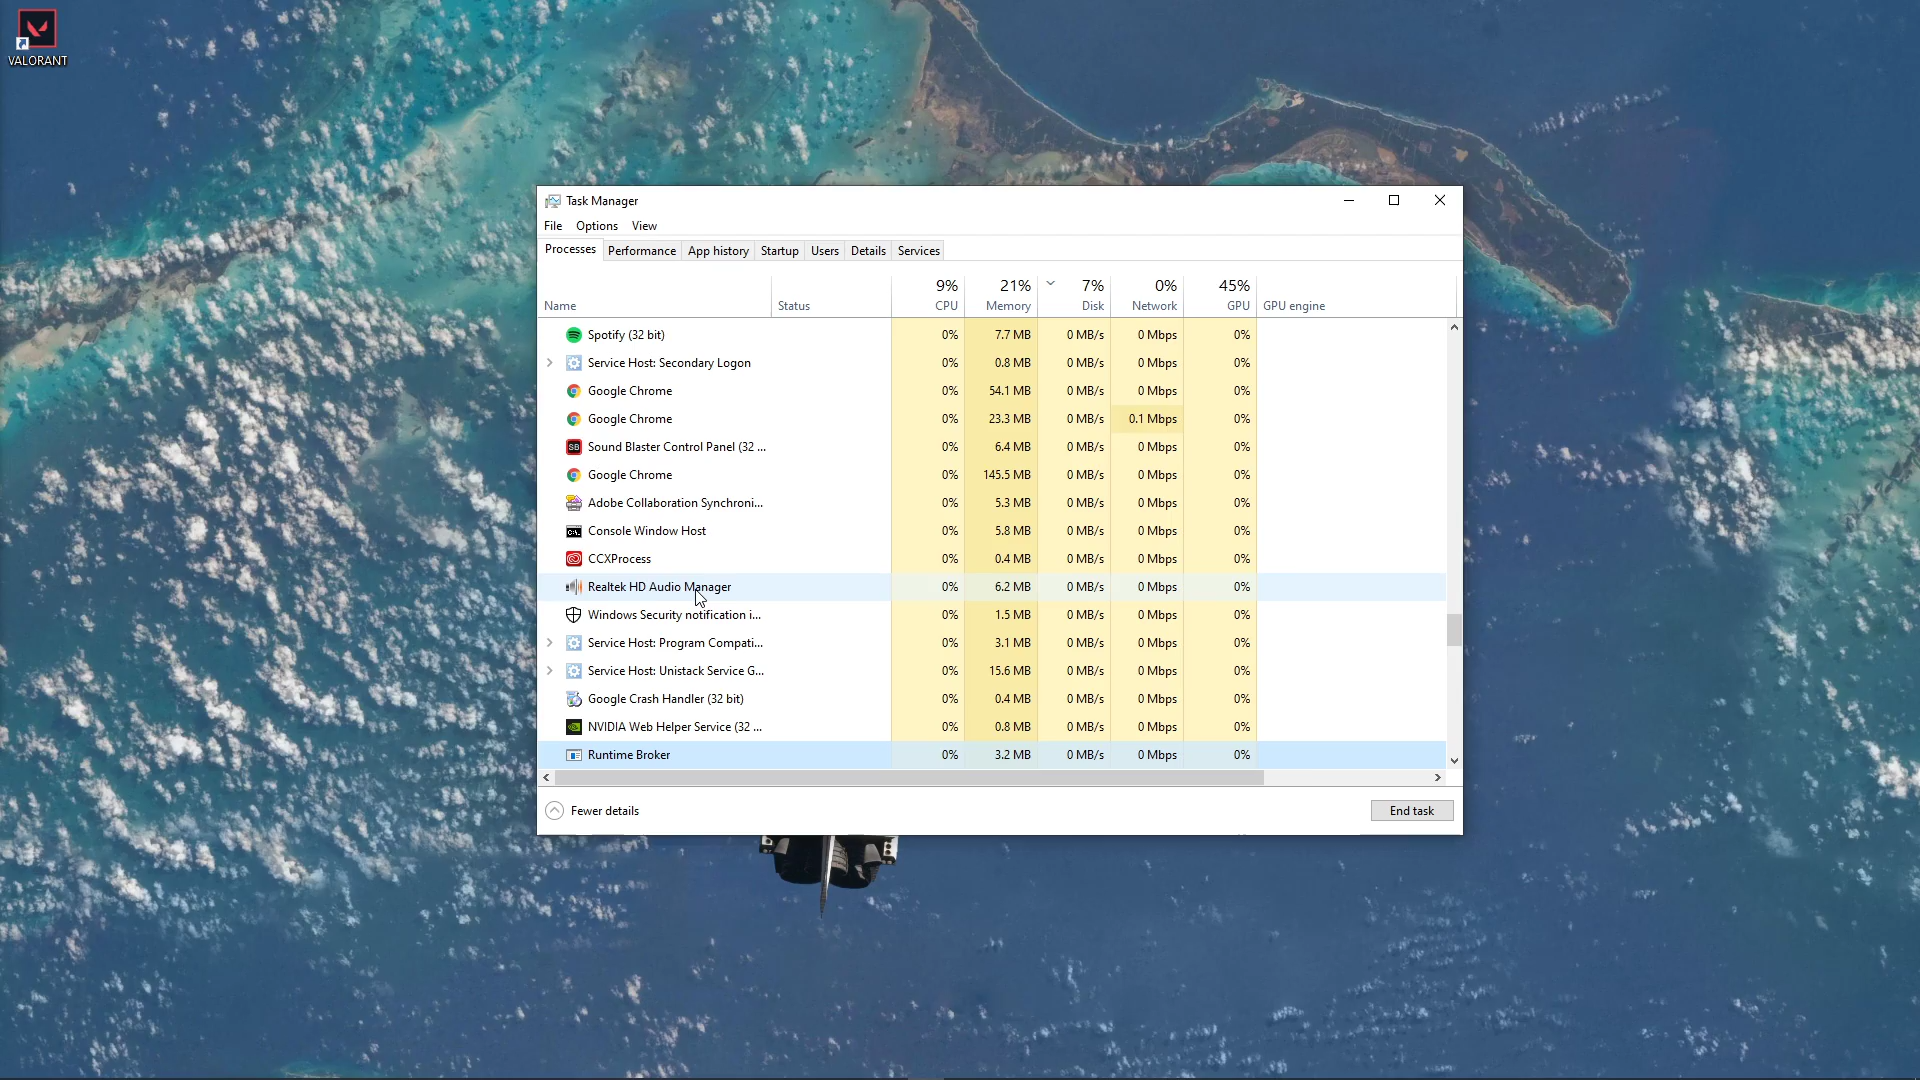 VALORANT
Task Manager
File Options View
Processes Performance App history Startup Users Details Services
9% 21% 7% 0% 45%
Name Status CPU Memory Disk Network GPU GPU engine
Spotify (32 bit) 0% 7.7 MB 0 MB/s 0 Mbps 0%
Service Host: Secondary Logon 0% 0.8 MB 0 MB/s 0 Mbps 0%
Google Chrome 0% 54.1 MB 0 MB/s 0 Mbps 0%
Google Chrome 0% 23.3 MB 0 MB/s 0.1 Mbps 0%
SB Sound Blaster Control Panel (32 ... 0% 6.4 MB 0 MB/s 0 Mbps 0%
Google Chrome 0% 145.5 MB 0 MB/s 0 Mbps 0%
Adobe Collaboration Synchroni... 0% 5.3 MB 0 MB/s 0 Mbps 0%
Console Window Host 0% 5.8 MB 0 MB/s 0 Mbps 0%
CCXProcess 0% 0.4 MB 0 MB/s 0 Mbps 0%
Realtek HD Audio Manager 0% 6.2 MB 0 MB/s 0 Mbps 0%
Windows Security notification i... 0% 1.5 MB 0 MB/s 0 Mbps 0%
Service Host: Program Compati... 0% 3.1 MB 0 MB/s 0 Mbps 0%
Service Host: Unistack Service G... 0% 15.6 MB 0 MB/s 0 Mbps 0%
Google Crash Handler (32 bit) 0% 0.4 MB 0 MB/s 0 Mbps 0%
NVIDIA Web Helper Service (32 ... 0% 0.8 MB 0 MB/s 0 Mbps 0%
Runtime Broker 0% 3.2 MB 0 MB/s 0 Mbps 0%
Fewer details End task